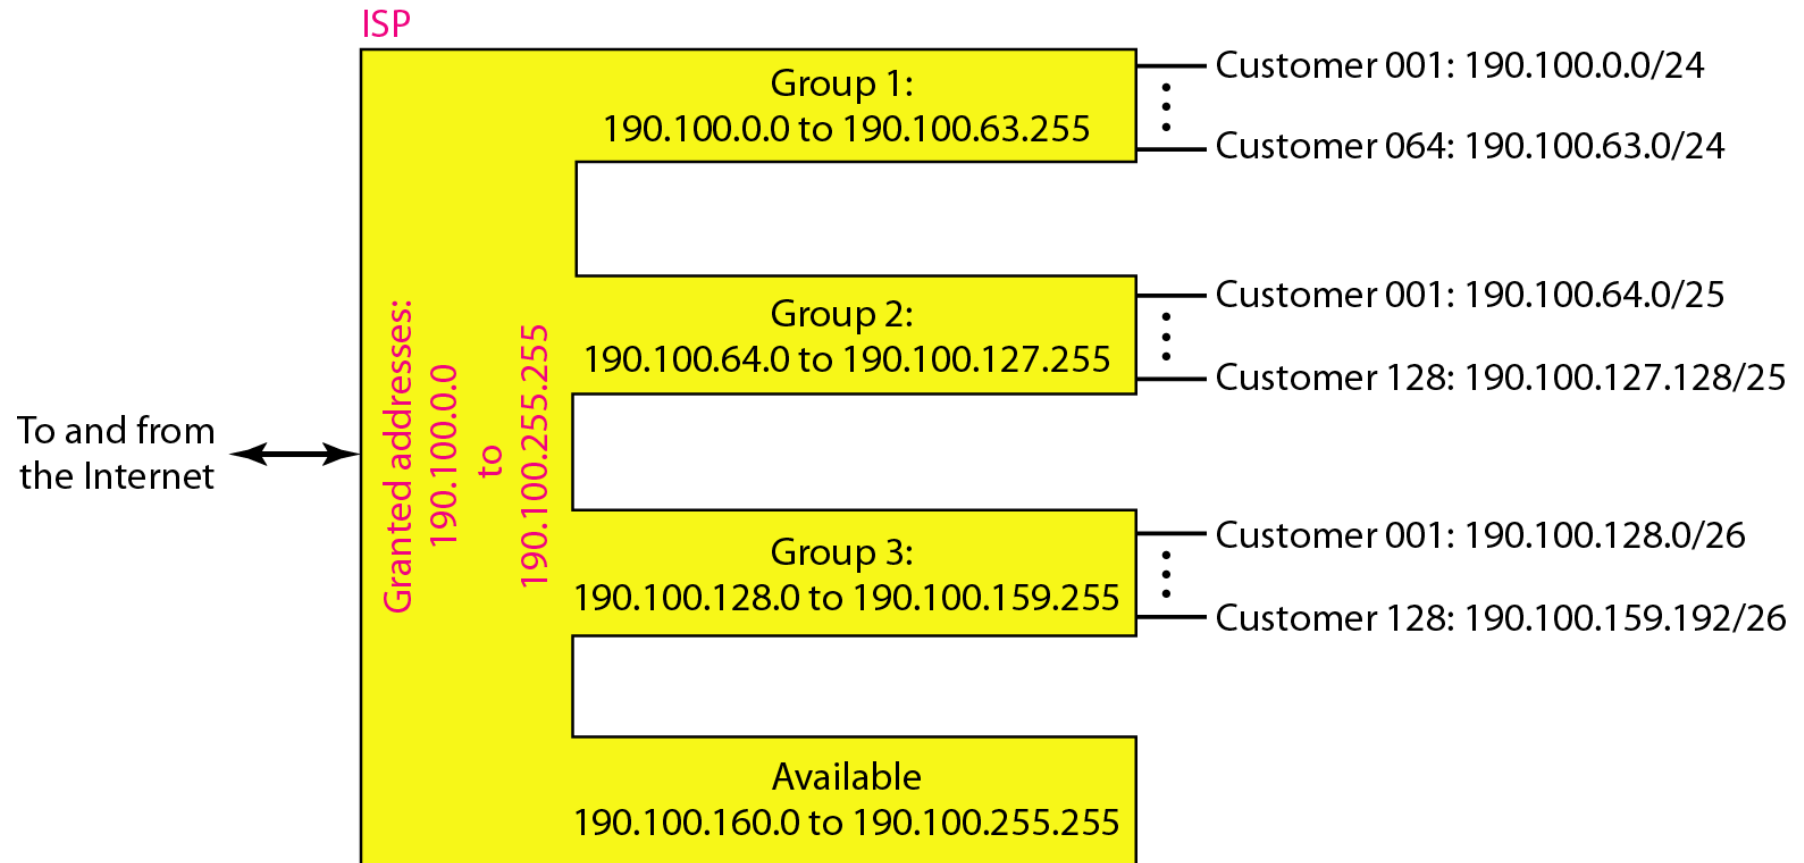 ISP
Group 1:
190.100.0.0 to 190.100.63.255
Customer 001: 190.100.0.0/24
Customer 064: 190.100.63.0/24
Group 2:
190.100.64.0 to 190.100.127.255
Customer 001: 190.100.64.0/25
Customer 128: 190.100.127.128/25
To and from
the Internet
Granted addresses:
190.100.0.0
to
190.100.255.255
Group 3:
190.100.128.0 to 190.100.159.255
Customer 001: 190.100.128.0/26
Customer 128: 190.100.159.192/26
Available
190.100.160.0 to 190.100.255.255